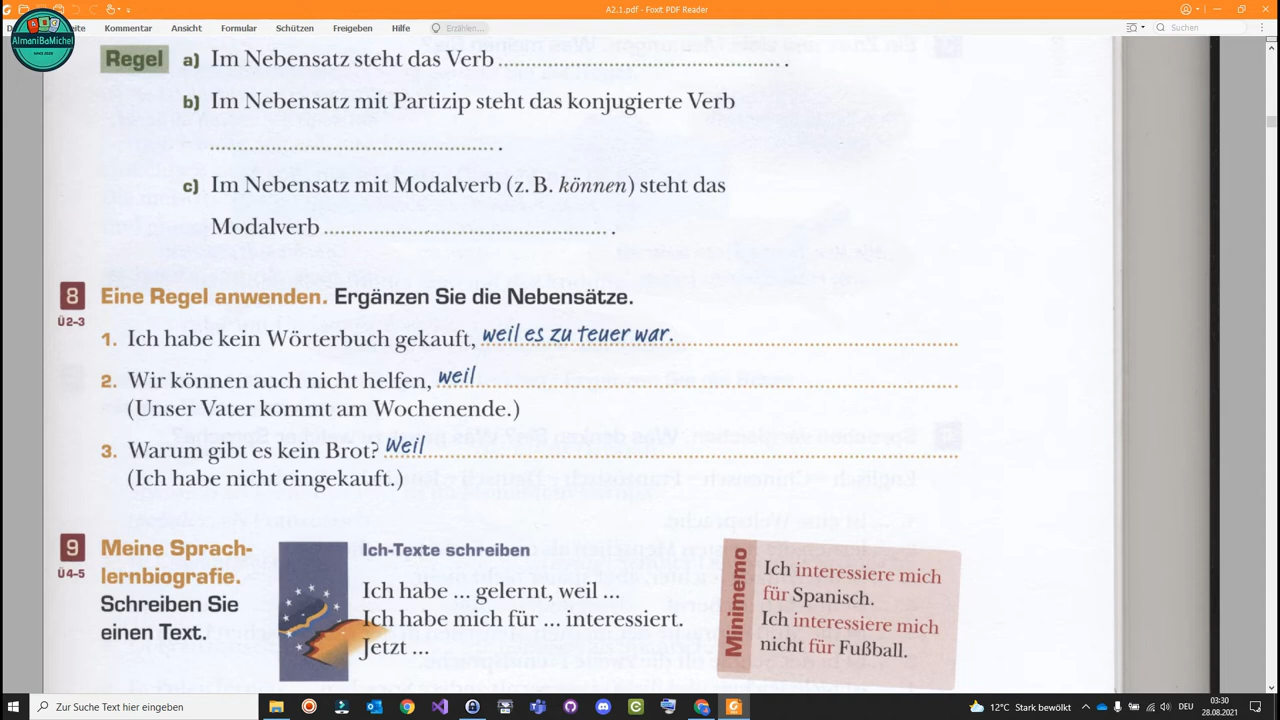 A2.1.pdf - Foxit PDF Reader
Kommentar Ansicht Formular Schützen Freigeben Hilfe Erzählen... Suchen
AlmaniBaMichel
Regel a) Im Nebensatz steht das Verb .................................................................... .
b) Im Nebensatz mit Partizip steht das konjugierte Verb
.................................................................... .
c) Im Nebensatz mit Modalverb (z. B. können) steht das
Modalverb .................................................................... .
8 Eine Regel anwenden. Ergänzen Sie die Nebensätze.
Ü2–3
1. Ich habe kein Wörterbuch gekauft, weil es zu teuer war.
2. Wir können auch nicht helfen, weil
(Unser Vater kommt am Wochenende.)
3. Warum gibt es kein Brot? Weil
(Ich habe nicht eingekauft.)
9 Meine Sprach-
Ü4–5
lernbiografie.
Schreiben Sie
einen Text.
Ich-Texte schreiben
Ich habe ... gelernt, weil ...
Ich habe mich für ... interessiert.
Jetzt ...
Minimemo
Ich interessiere mich
für Spanisch.
Ich interessiere mich
nicht für Fußball.
Zur Suche Text hier eingeben
12°C Stark bewölkt DEU 03:30
28.08.2021